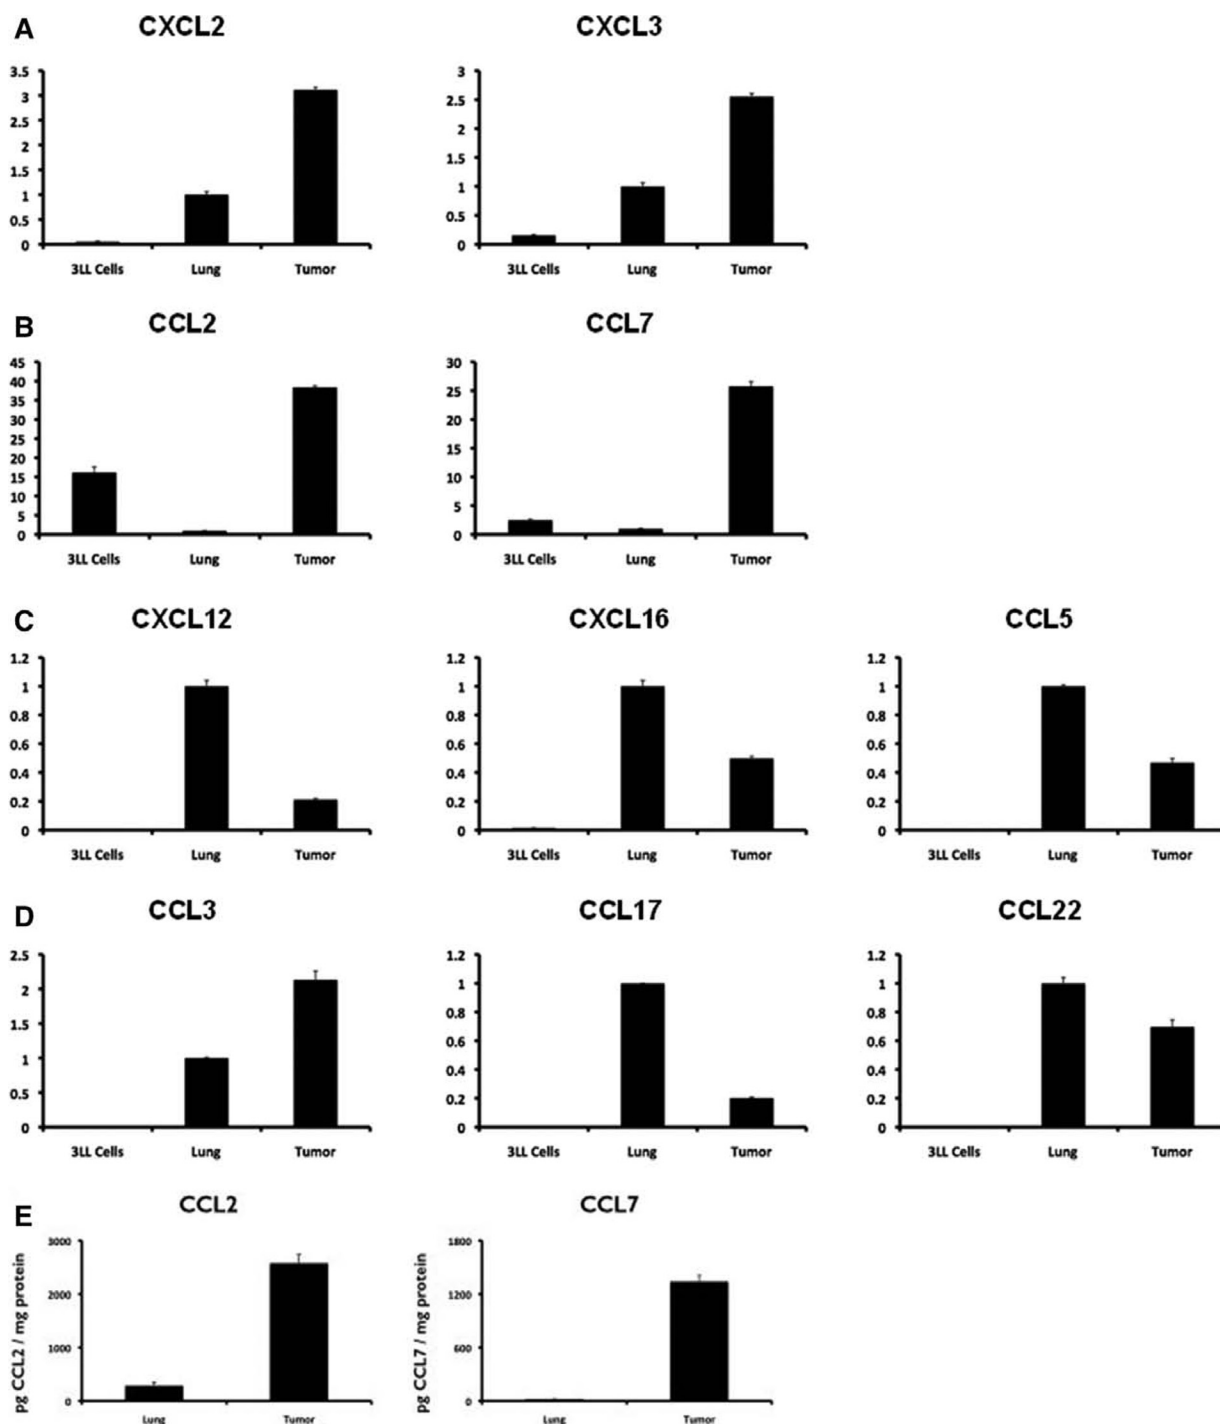 A CXCL2 CXCL3
3.5 3
3 2.5
2.5 2
2 1.5
1.5 1
1 0.5
0.5 0
0
3LL Cells Lung Tumor 3LL Cells Lung Tumor
B CCL2 CCL7
45 30
40 25
35 20
30 15
25 10
20 5
15 0
10
5
0
3LL Cells Lung Tumor 3LL Cells Lung Tumor
C CXCL12 CXCL16 CCL5
1.2 1.2 1.2
1 1 1
0.8 0.8 0.8
0.6 0.6 0.6
0.4 0.4 0.4
0.2 0.2 0.2
0 0 0
3LL Cells Lung Tumor 3LL Cells Lung Tumor 3LL Cells Lung Tumor
D CCL3 CCL17 CCL22
2.5 1.2 1.2
2 1 1
1.5 0.8 0.8
1 0.6 0.6
0.5 0.4 0.4
0 0.2 0.2
0 0
3LL Cells Lung Tumor 3LL Cells Lung Tumor 3LL Cells Lung Tumor
E CCL2 CCL7
pg CCL2 / mg protein pg CCL7 / mg protein
3000 1800
2000 1200
1000 600
0 0
Lung Tumor Lung Tumor